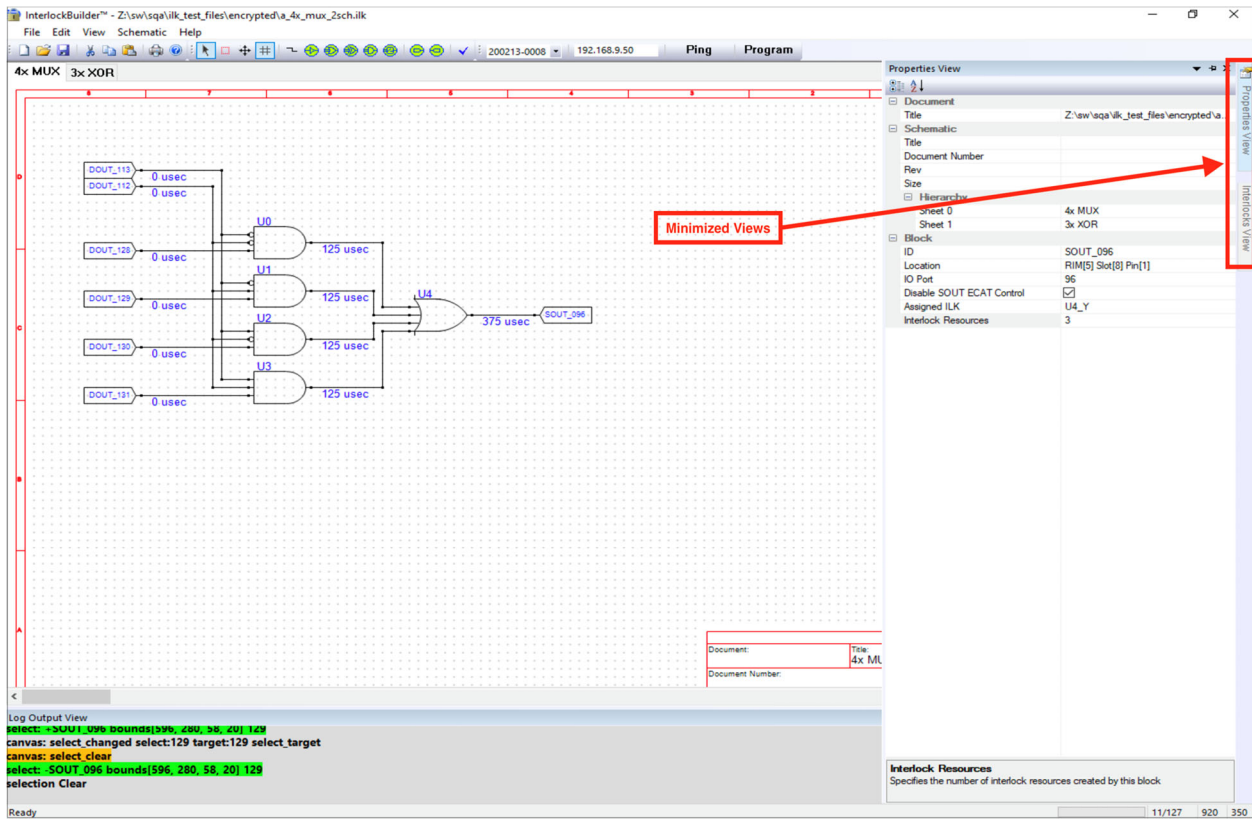 InterlockBuilder™ - Z:\sw\sqa\ilk_test_files\encrypted\a_4x_mux_2sch.ilk
File Edit View Schematic Help
200213-0008 192.168.9.50 Ping Program
4x MUX 3x XOR
8 7 6 5 4 3 2
D
C
B
A
DOUT_113 0 usec
DOUT_112 0 usec
U0
DOUT_128 0 usec 125 usec
U1
DOUT_129 0 usec 125 usec
U4
375 usec SOUT_096
U2
DOUT_130 0 usec 125 usec
U3
DOUT_131 0 usec 125 usec
Minimized Views
Document: Title:
4x MU
Document Number:
Properties View
Document
Title Z:\sw\sqa\ilk_test_files\encrypted\a...
Schematic
Title
Document Number
Rev
Size
Hierarchy
Sheet 0 4x MUX
Sheet 1 3x XOR
Block
ID SOUT_096
Location RIM[5] Slot[8] Pin[1]
IO Port 96
Disable SOUT ECAT Control
Assigned ILK U4_Y
Interlock Resources 3
Properties View
Interlocks View
Log Output View
select: +SOUT_096 bounds[596, 280, 58, 20] 129
canvas: select_changed select:129 target:129 select_target
canvas: select_clear
select: -SOUT_096 bounds[596, 280, 58, 20] 129
selection Clear
Interlock Resources
Specifies the number of interlock resources created by this block
Ready 11/127 920 350